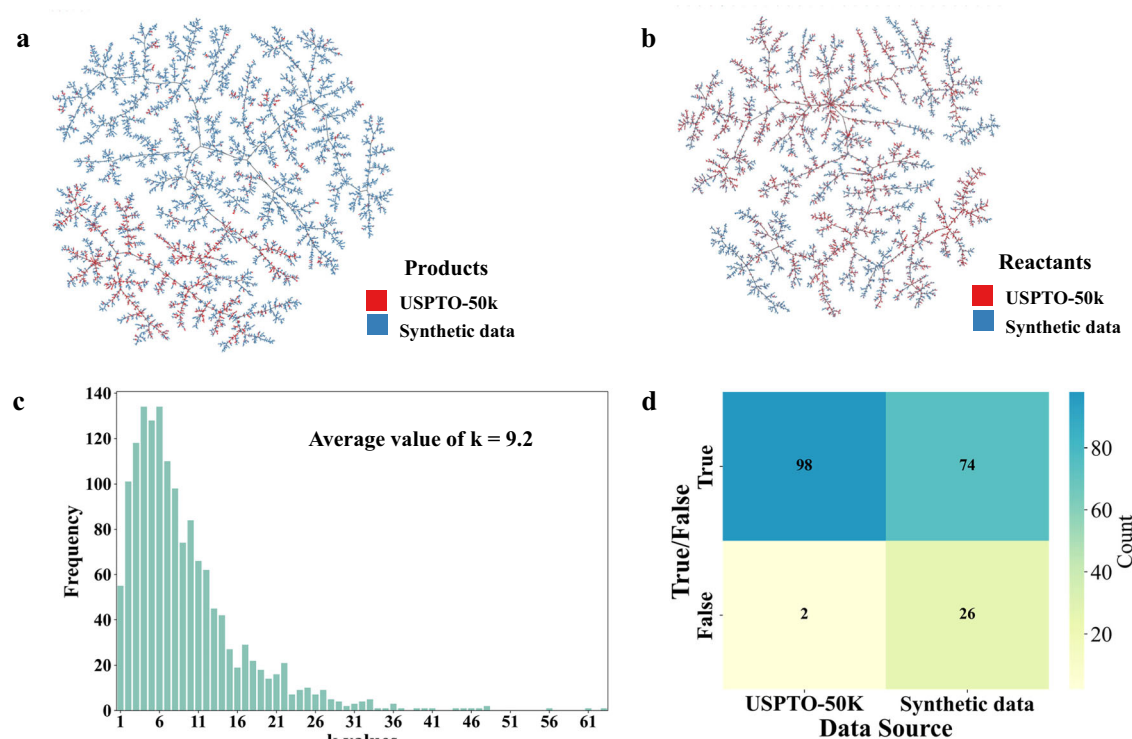 a
Products
USPTO-50k
Synthetic data
b
Reactants
USPTO-50k
Synthetic data
c
Average value of k = 9.2
Frequency
140
120
100
80
60
40
20
0
1 6 11 16 21 26 31 36 41 46 51 56 61
d
True/False
True
False
98 74
2 26
USPTO-50K Synthetic data
Data Source
80
60
40
20
Count